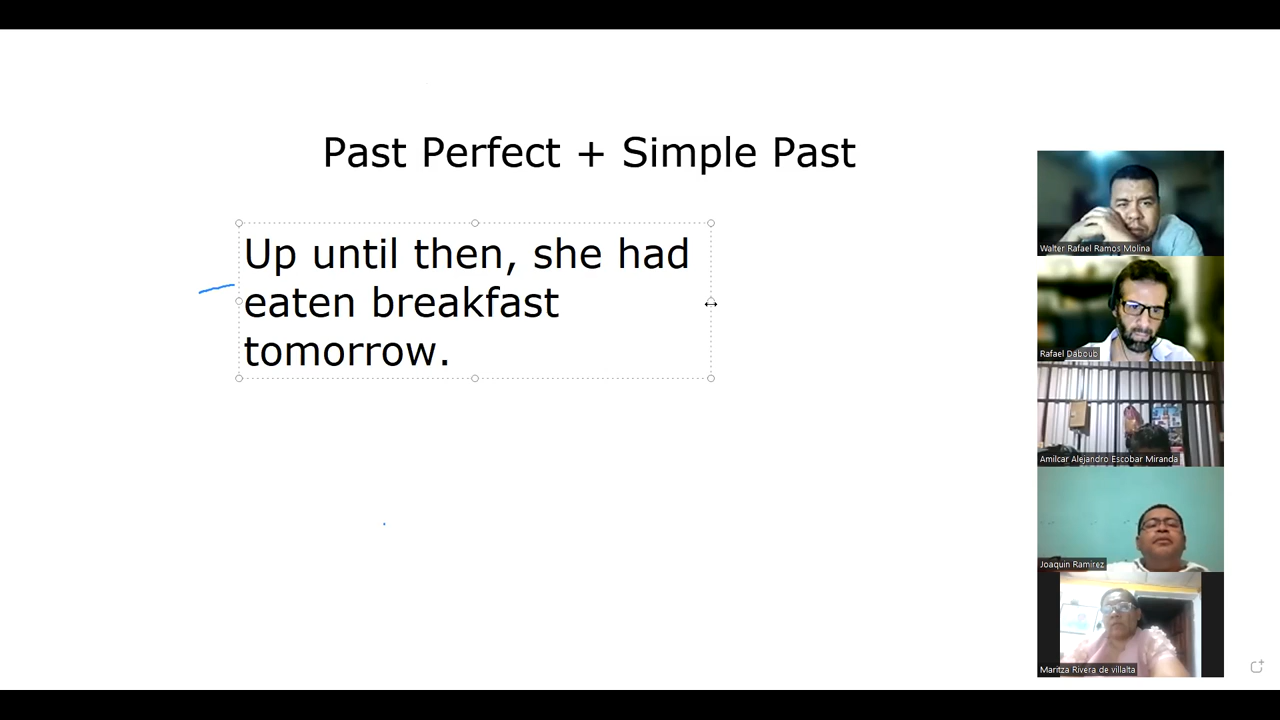 Past Perfect + Simple Past
Up until then, she had
eaten breakfast
tomorrow.
Walter Rafael Ramos Molina
Rafael Daboub
Amilcar Alejandro Escobar Miranda
Joaquin Ramirez
Maritza Rivera de villalta